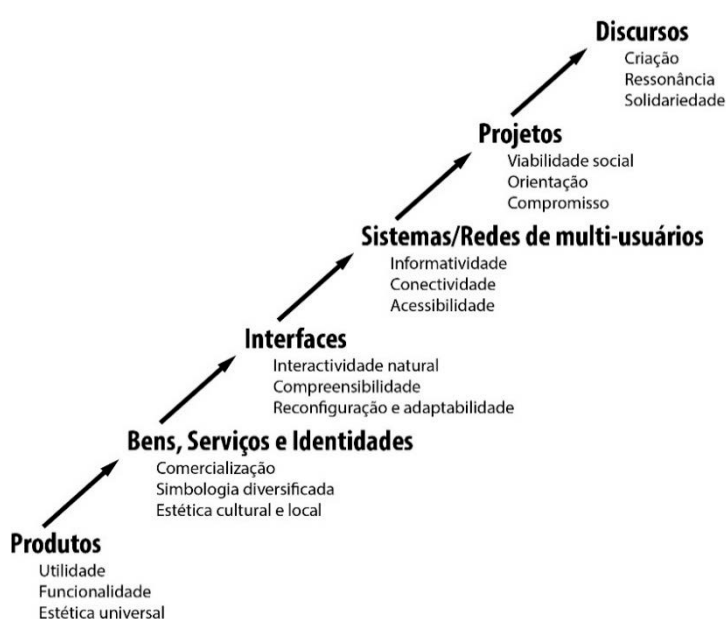 Discursos
Criação
Ressonância
Solidariedade
Projetos
Viabilidade social
Orientação
Compromisso
Sistemas/Redes de multi-usuários
Informatividade
Conectividade
Acessibilidade
Interfaces
Interactividade natural
Compreensibilidade
Reconfiguração e adaptabilidade
Bens, Serviços e Identidades
Comercialização
Simbologia diversificada
Estética cultural e local
Produtos
Utilidade
Funcionalidade
Estética universal